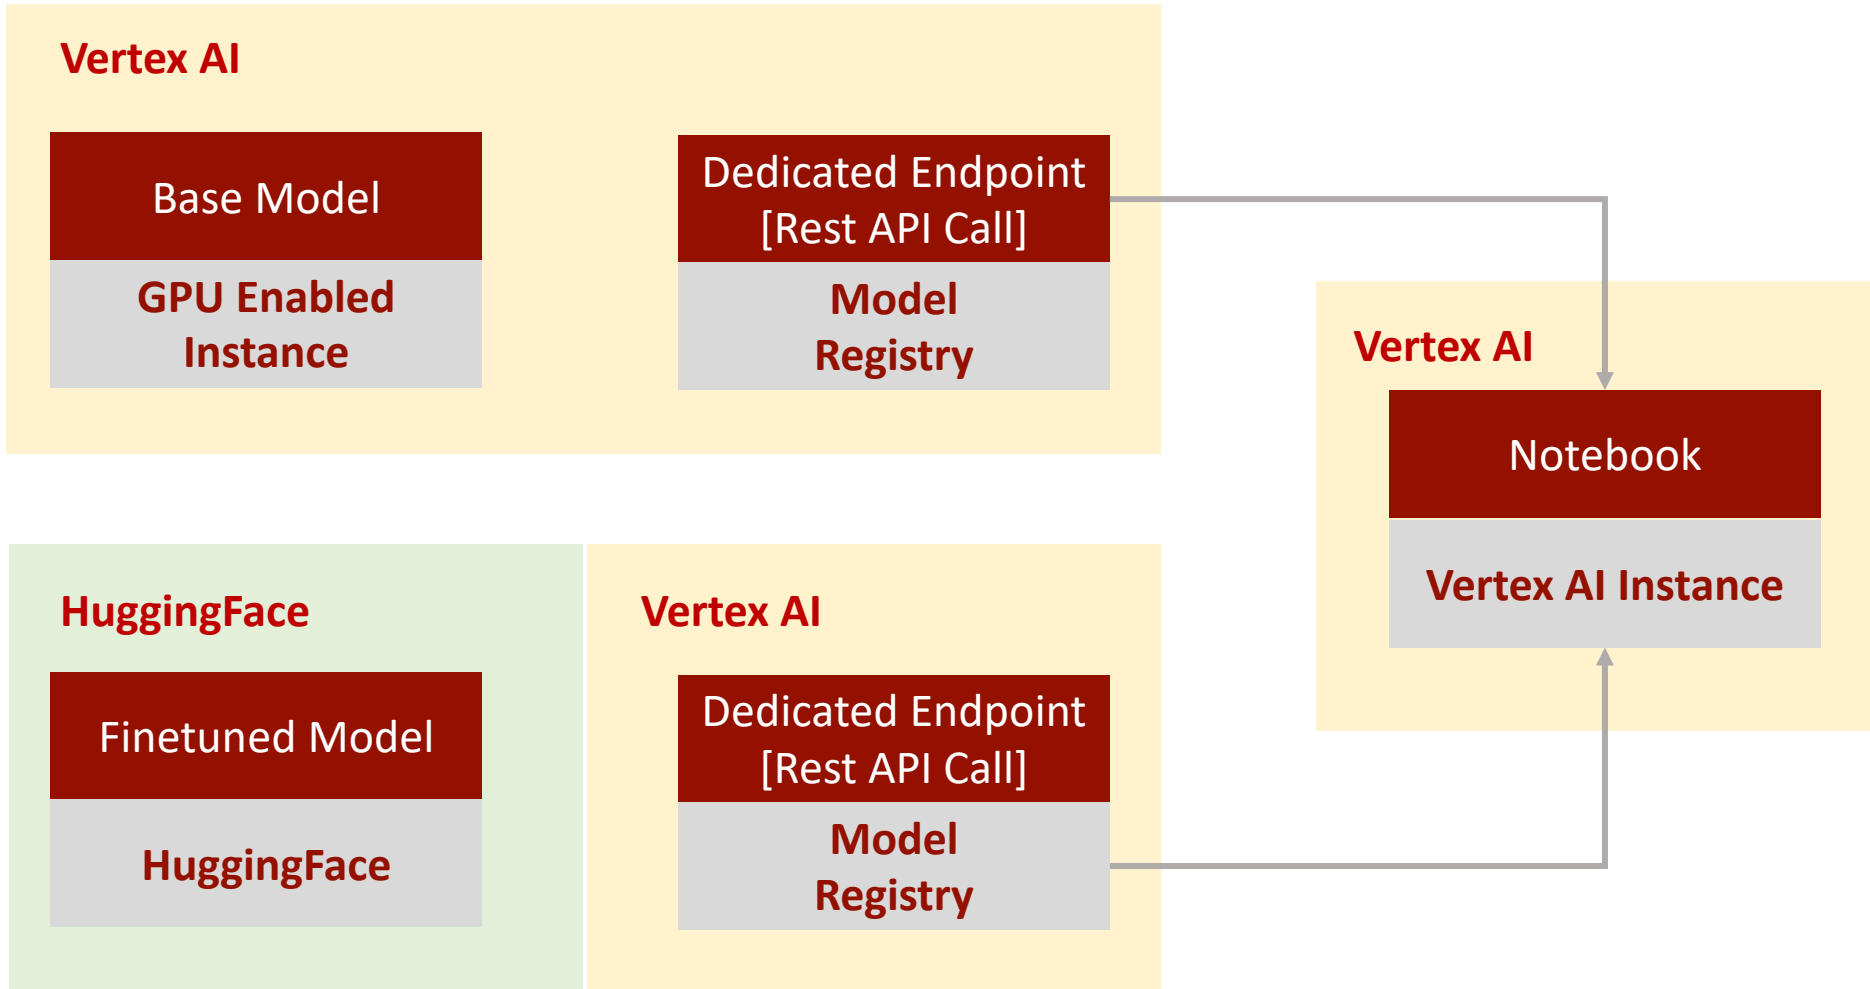 Vertex AI
Base Model
GPU Enabled
Instance
Dedicated Endpoint
[Rest API Call]
Model
Registry
Vertex AI
Notebook
Vertex AI Instance
HuggingFace
Finetuned Model
HuggingFace
Vertex AI
Dedicated Endpoint
[Rest API Call]
Model
Registry